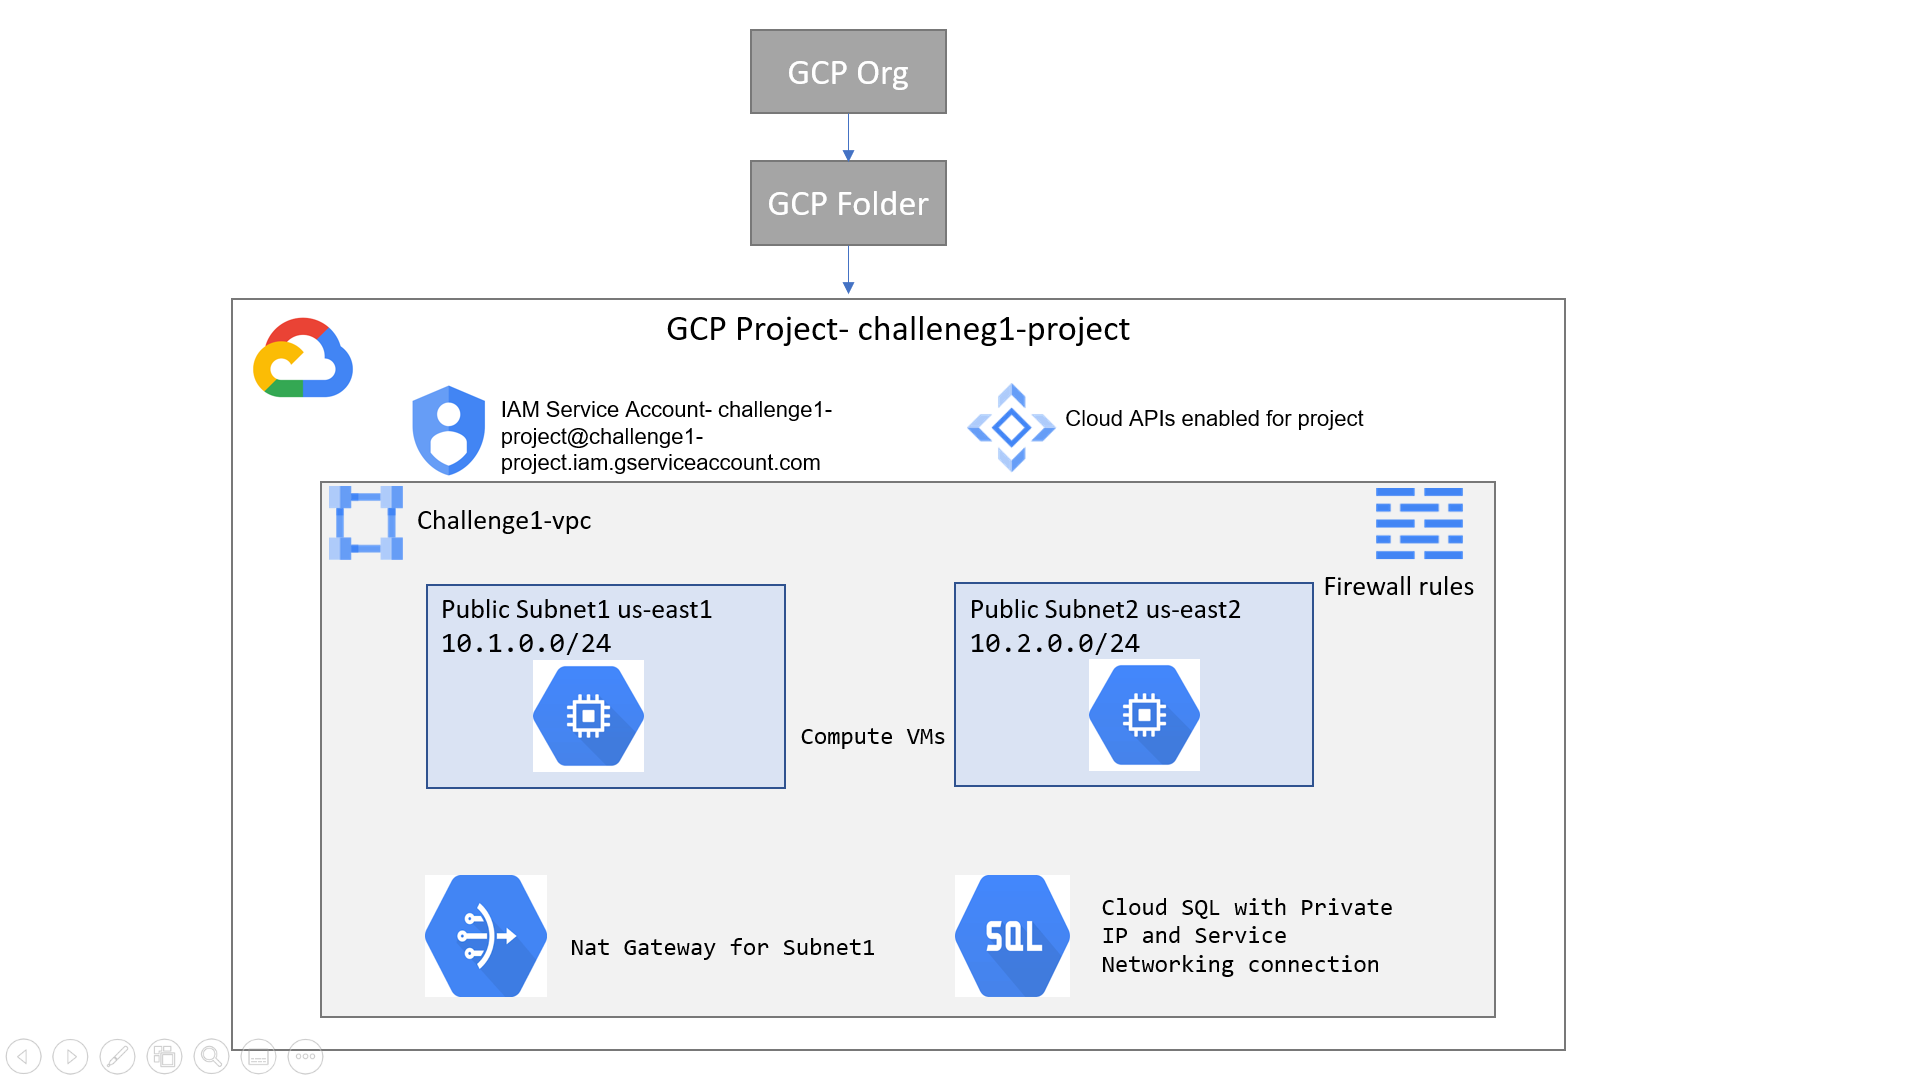 GCP Org
GCP Folder
GCP Project- challeneg1-project
IAM Service Account- challenge1-
project@challenge1-
project.iam.gserviceaccount.com
Cloud APIs enabled for project
Challenge1-vpc
Firewall rules
Public Subnet1 us-east1
10.1.0.0/24
Public Subnet2 us-east2
10.2.0.0/24
Compute VMs
Nat Gateway for Subnet1
SQL
Cloud SQL with Private
IP and Service
Networking connection